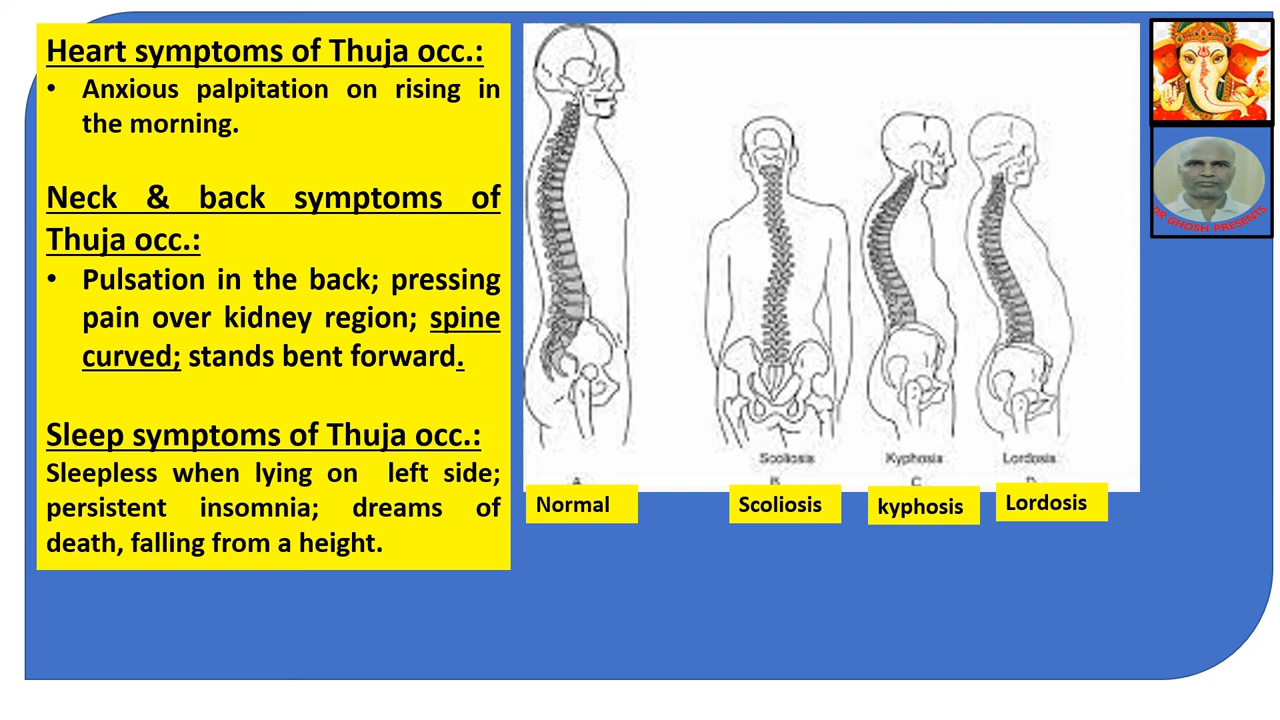 Heart symptoms of Thuja occ.:
• Anxious palpitation on rising in
the morning.
Neck & back symptoms of
Thuja occ.:
• Pulsation in the back; pressing
pain over kidney region; spine
curved; stands bent forward.
Sleep symptoms of Thuja occ.:
Sleepless when lying on left side;
persistent insomnia; dreams of
death, falling from a height.
Scoliosis
Kyphosis
Lordosis
A
B
C
D
Normal
Scoliosis
kyphosis
Lordosis
DR GHOSH PRESENTS